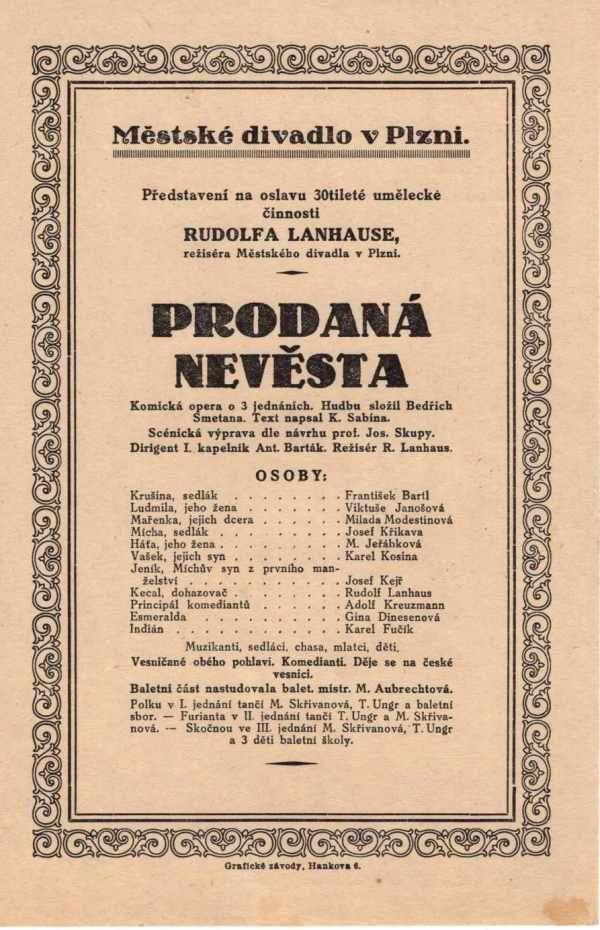 Městské divadlo v Plzni.
Představení na oslavu 30tileté umělecké
činnosti
RUDOLFA LANHAUSE,
režiséra Městského divadla v Plzni.
PRODANÁ
NEVĚSTA
Komická opera o 3 jednáních. Hudbu složil Bedřich
Smetana. Text napsal K. Sabina.
Scénická výprava dle návrhu prof. Jos. Skupy.
Dirigent I. kapelník Ant. Barták. Režisér R. Lanhaus.
OSOBY:
Krušina, sedlák . . . . . . . . František Bartl
Ludmila, jeho žena . . . . . . . Viktuše Janošová
Mařenka, jejich dcera . . . . . . Milada Modestinová
Mícha, sedlák . . . . . . . . . Josef Křikava
Háťa, jeho žena . . . . . . . . M. Jeřábková
Vašek, jejich syn . . . . . . . Karel Kosina
Jeník, Míchův syn z prvního man-
želství . . . . . . . . . . Josef Kejř
Kecal, dohazovač . . . . . . . Rudolf Lanhaus
Principál komediantů . . . . . . Adolf Kreuzmann
Esmeralda . . . . . . . . . Gina Dinesenová
Indián . . . . . . . . . . . Karel Fučík
Muzikanti, sedláci, chasa, mlatci, děti.
Vesničané obého pohlaví. Komedianti. Děje se na české
vesnici.
Baletní část nastudovala balet. mistr. M. Aubrechtová.
Polku v I. jednání tančí M. Skřivanová, T. Ungr a baletní
sbor. — Furianta v II. jednání tančí T. Ungr a M. Skřiva-
nová. — Skočnou ve III. jednání M. Skřivanová, T. Ungr
a 3 děti baletní školy.
Grafické závody, Hankova 6.